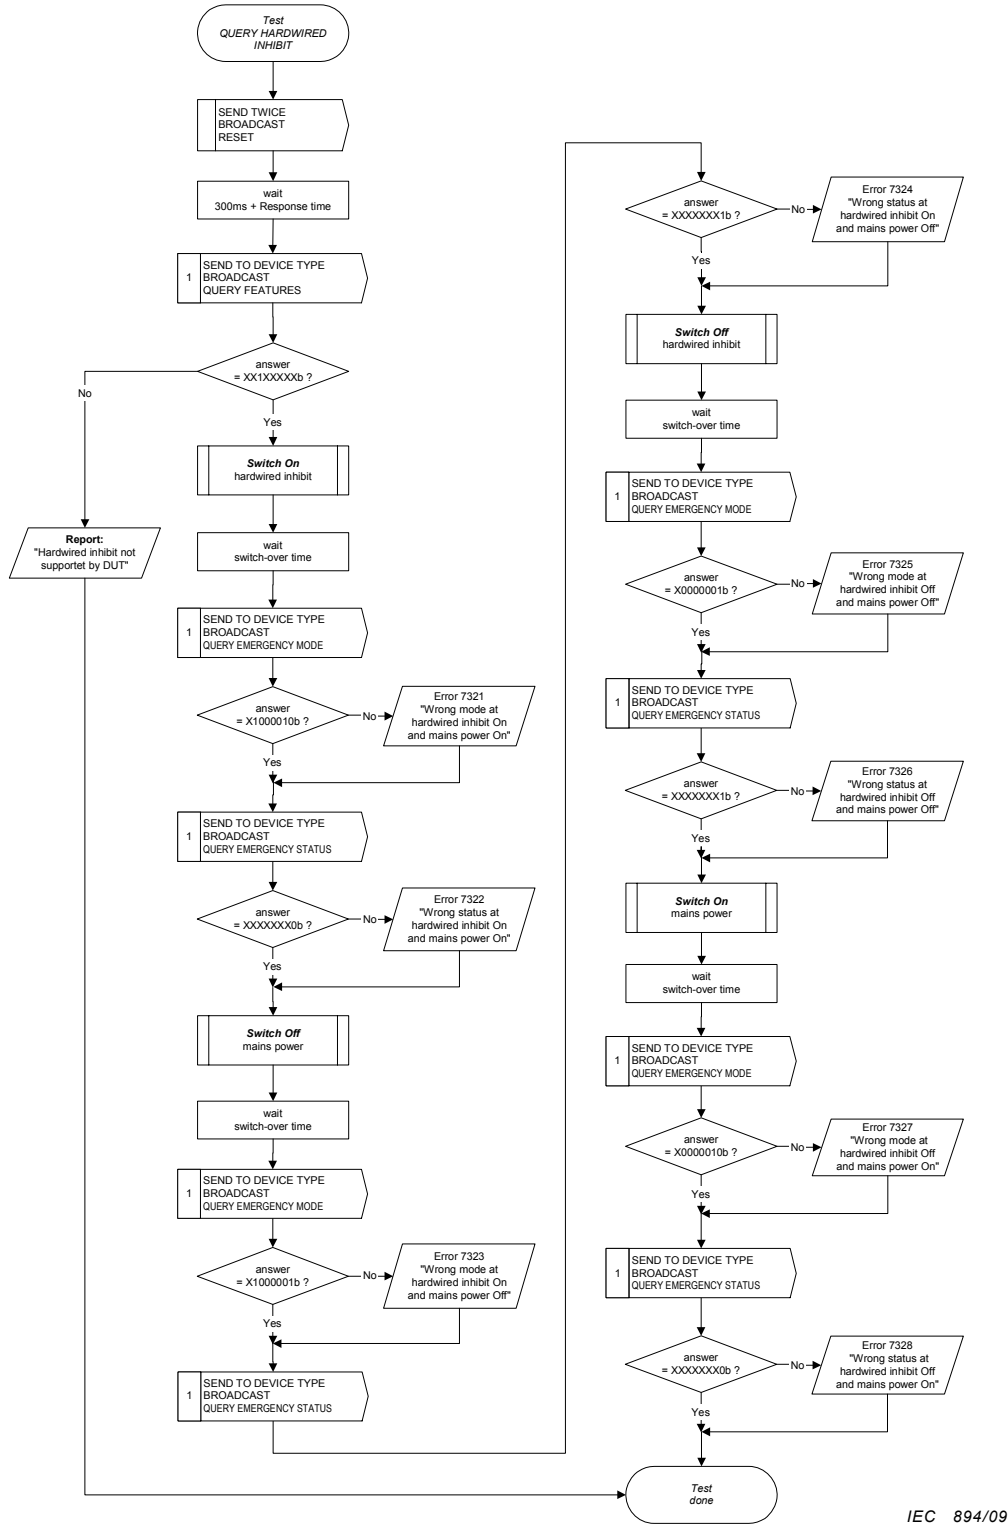 Test
QUERY HARDWIRED
INHIBIT
SEND TWICE
BROADCAST
RESET
wait
300ms + Response time
1
SEND TO DEVICE TYPE
BROADCAST
QUERY FEATURES
answer
= XX1XXXXXb ?
No
Yes
Switch On
hardwired inhibit
Report:
"Hardwired inhibit not
supportet by DUT"
wait
switch-over time
1
SEND TO DEVICE TYPE
BROADCAST
QUERY EMERGENCY MODE
answer
= X1000010b ?
No
Error 7321
"Wrong mode at
hardwired inhibit On
and mains power On"
Yes
1
SEND TO DEVICE TYPE
BROADCAST
QUERY EMERGENCY STATUS
answer
= XXXXXXX0b ?
No
Error 7322
"Wrong status at
hardwired inhibit On
and mains power On"
Yes
Switch Off
mains power
wait
switch-over time
1
SEND TO DEVICE TYPE
BROADCAST
QUERY EMERGENCY MODE
answer
= X1000001b ?
No
Error 7323
"Wrong mode at
hardwired inhibit On
and mains power Off"
Yes
1
SEND TO DEVICE TYPE
BROADCAST
QUERY EMERGENCY STATUS
answer
= XXXXXXX1b ?
No
Error 7324
"Wrong status at
hardwired inhibit On
and mains power Off"
Yes
Switch Off
hardwired inhibit
wait
switch-over time
1
SEND TO DEVICE TYPE
BROADCAST
QUERY EMERGENCY MODE
answer
= X0000001b ?
No
Error 7325
"Wrong mode at
hardwired inhibit Off
and mains power Off"
Yes
1
SEND TO DEVICE TYPE
BROADCAST
QUERY EMERGENCY STATUS
answer
= XXXXXXX1b ?
No
Error 7326
"Wrong status at
hardwired inhibit Off
and mains power Off"
Yes
Switch On
mains power
wait
switch-over time
1
SEND TO DEVICE TYPE
BROADCAST
QUERY EMERGENCY MODE
answer
= X0000010b ?
No
Error 7327
"Wrong mode at
hardwired inhibit Off
and mains power On"
Yes
1
SEND TO DEVICE TYPE
BROADCAST
QUERY EMERGENCY STATUS
answer
= XXXXXXX0b ?
No
Error 7328
"Wrong status at
hardwired inhibit Off
and mains power On"
Yes
Test
done
IEC 894/09